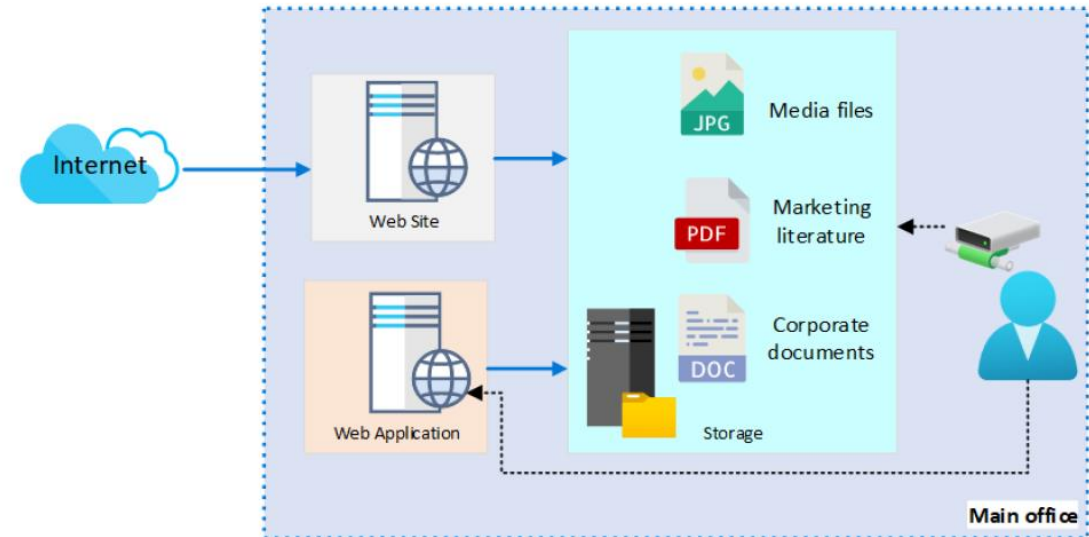 Internet
Web Site
Web Application
JPG
Media files
PDF
Marketing
literature
DOC
Corporate
documents
Storage
Main office